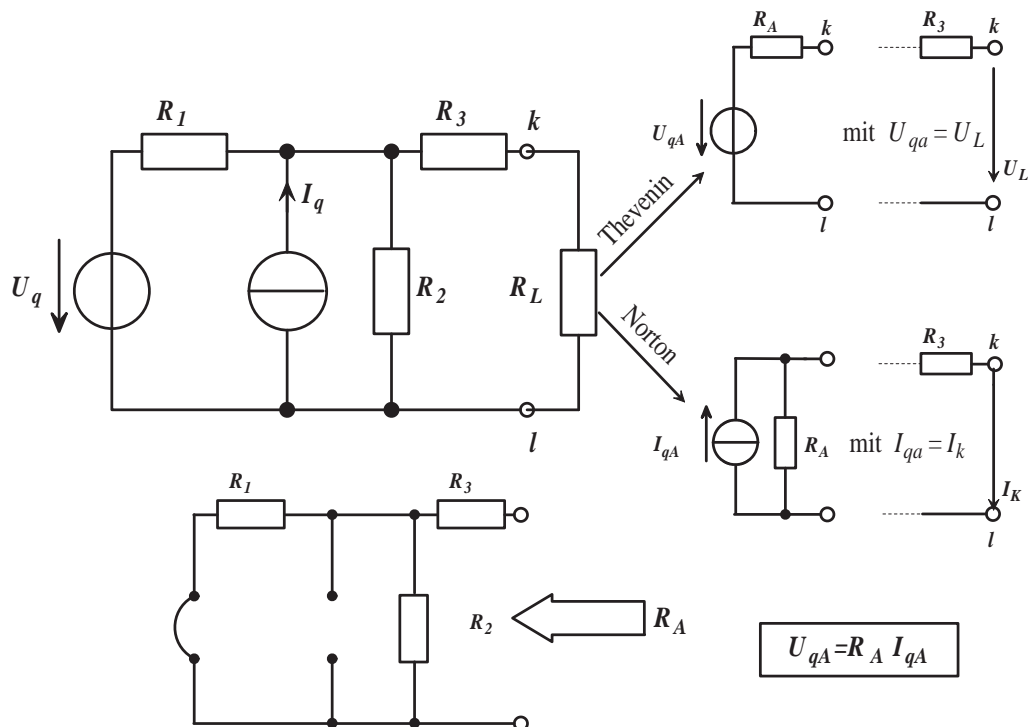 R1
R3
k
Iq
Uq
R2
RL
l
Thevenin
Norton
RA
k
UqA
l
R3
k
mit Uqa = UL
UL
l
IqA
RA
R3
k
mit Iqa = Ik
IK
l
R1
R3
R2
RA
UqA=RA IqA